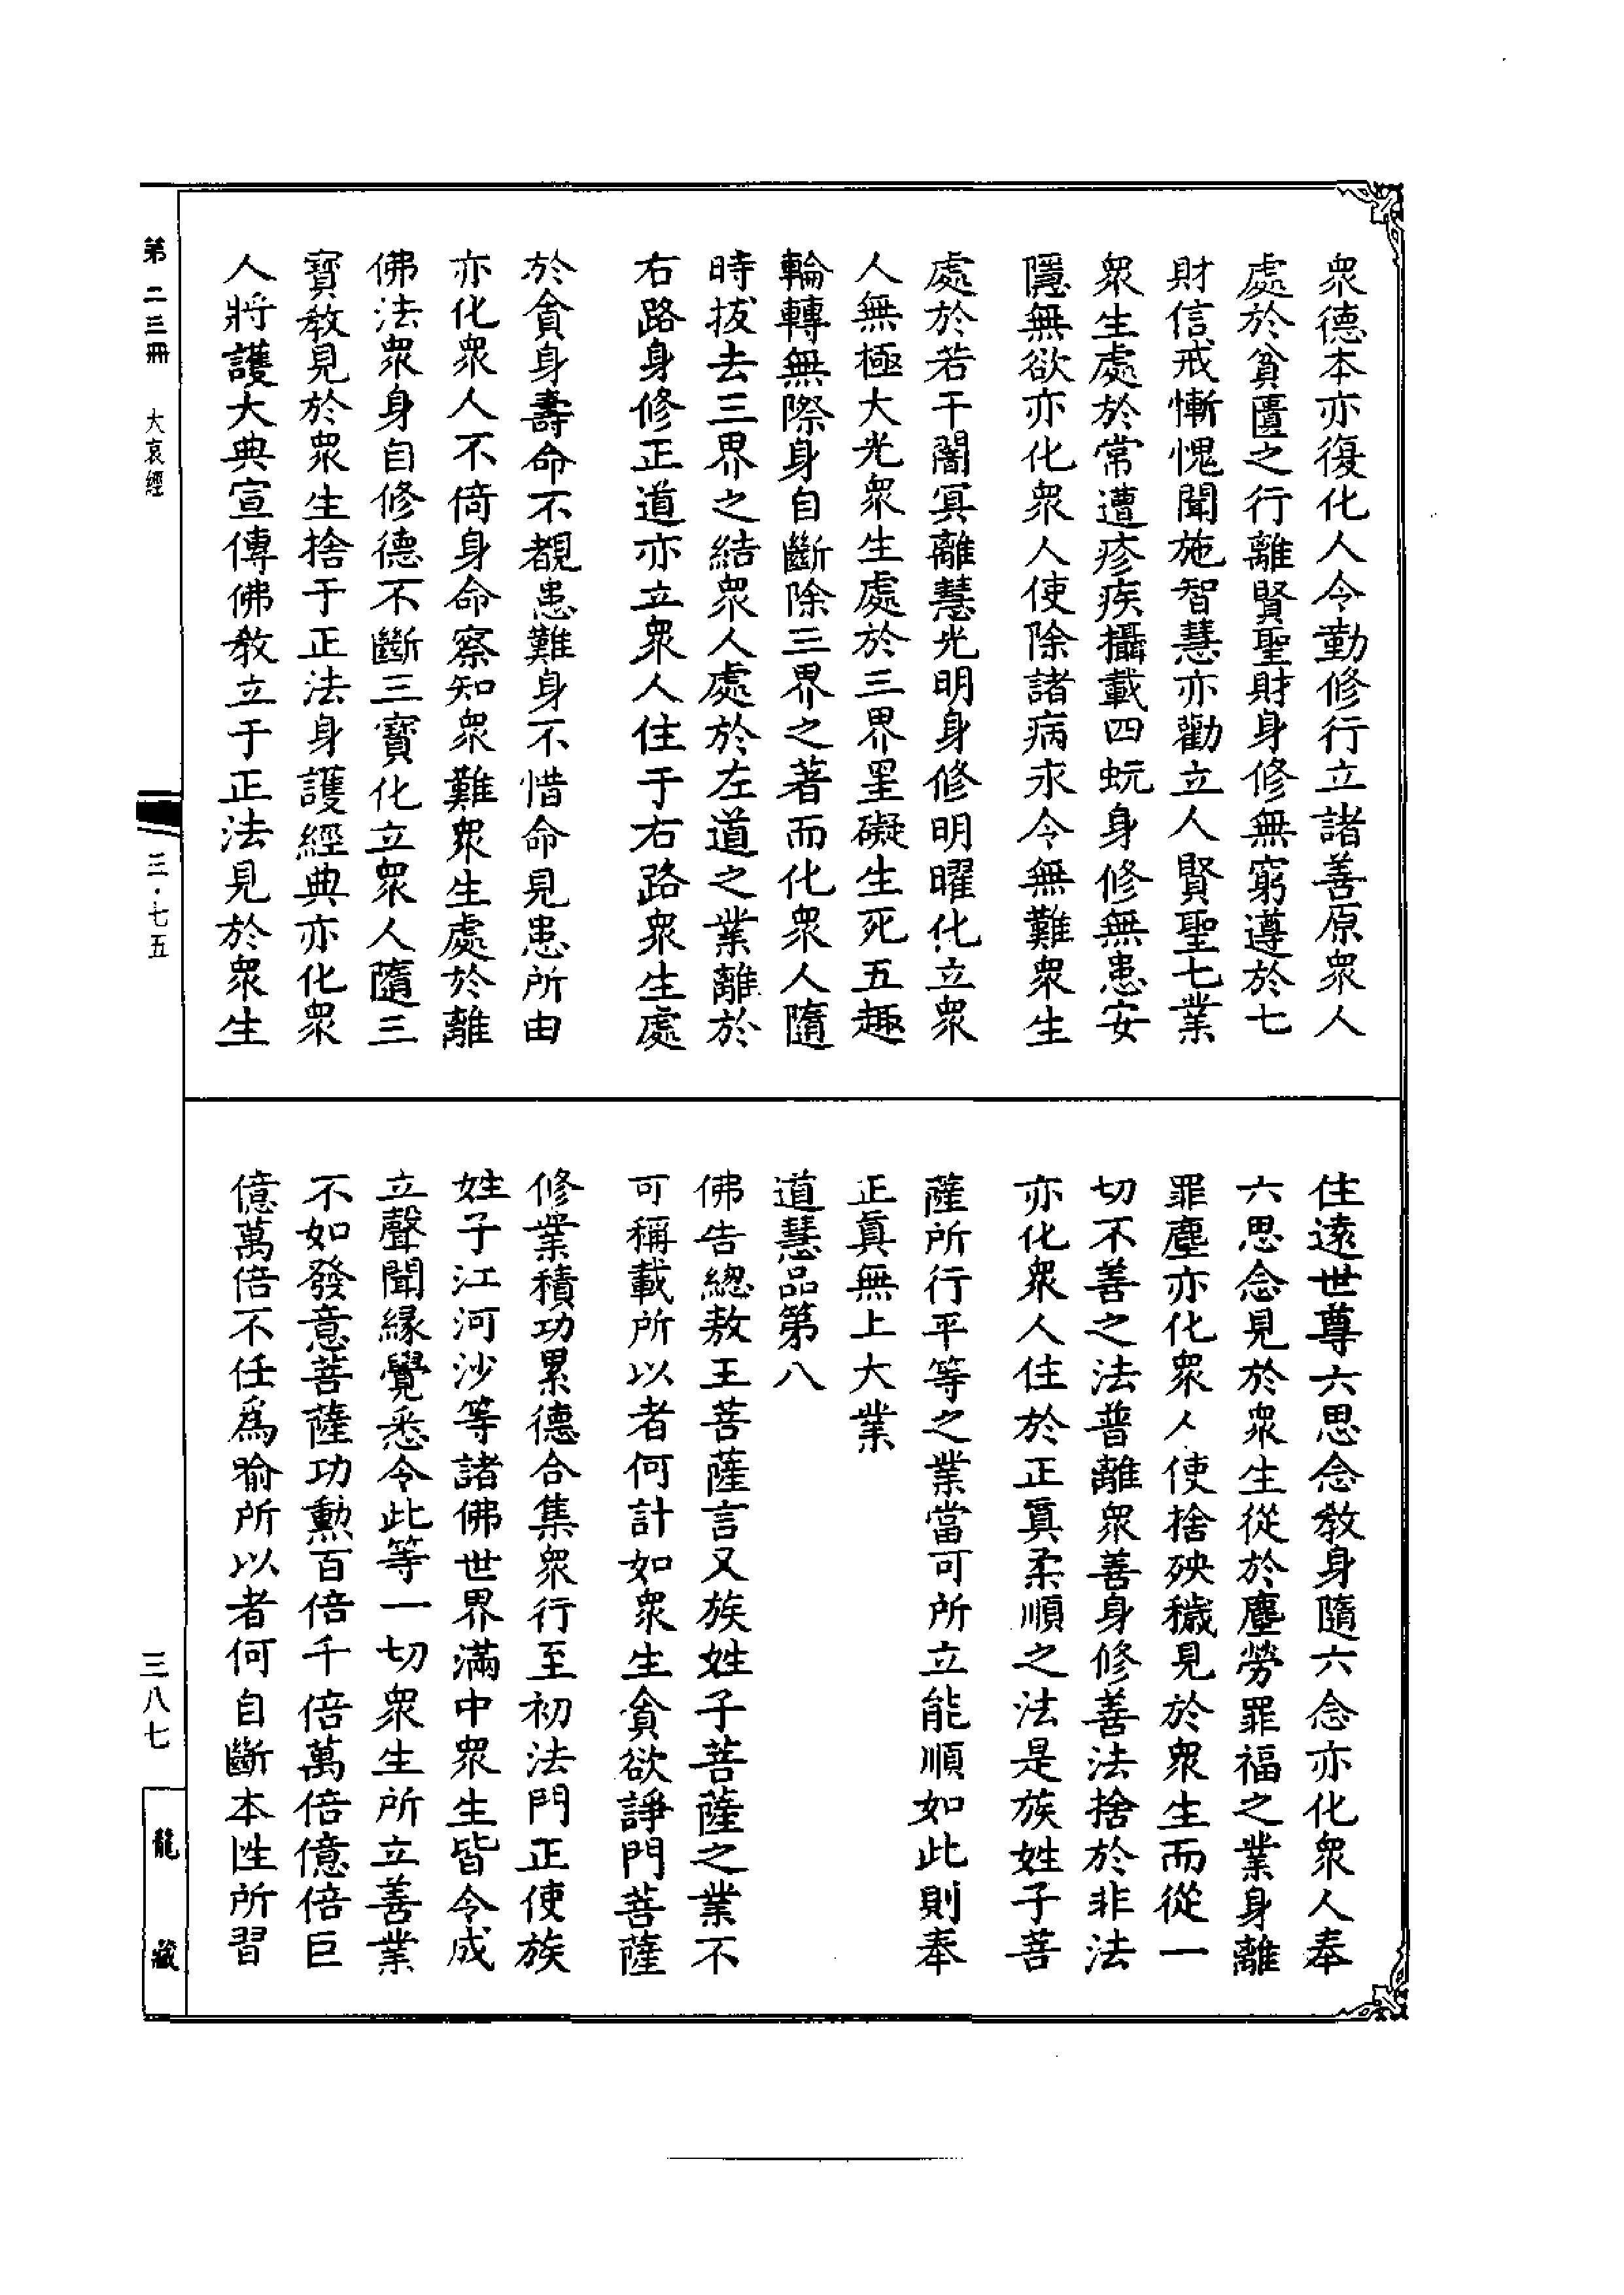 衆德本亦復化人令勤修行立諸善原衆人
處於貧匱之行離賢聖財身修無窮遵於七
財信戒慚愧聞施智慧亦勸立人賢聖七業
衆生處於常遭疹疾攝載四蚖身修無患安
隱無欲亦化衆人使除諸病永令無難衆生
處於若干闇冥離慧光明身修明曜化立衆
人無極大光衆生處於三界罣礙生死五趣
輪轉無際身自斷除三界之著而化衆人隨
時拔去三界之結衆人處於左道之業離於
右路身修正道亦立衆人住于右路衆生處
於貪身壽命不覩患難身不惜命見患所由
亦化衆人不倚身命察知衆難衆生處於離
佛法衆身自修德不斷三寳化立衆人隨三
寳教見於衆生捨于正法身護經典亦化衆
人將護大典宣傳佛教立于正法見於衆生
住遠世尊六思念教身隨六念亦化衆人奉
六思念見於衆生從於塵勞罪福之業身離
罪塵亦化衆人使捨殃穢見於衆生而從一
切不善之法普離衆善身修善法捨於非法
亦化衆人住於正真柔順之法是族姓子菩
薩所行平等之業當可所立能順如此則奉
正真無上大業
道慧品第八
佛告總敖王菩薩言又族姓子菩薩之業不
可稱載所以者何計如衆生貪欲諍門菩薩
修業積功累德合集衆行至初法門正使族
姓子江河沙等諸佛世界滿中衆生皆令成
立聲聞緣覺悉令此等一切衆生所立善業
不如發意菩薩功勲百倍千倍萬倍億倍巨
億萬倍不任爲喻所以者何自斷本性所習
第二三冊 大哀經
三·七五
三八七
龍藏